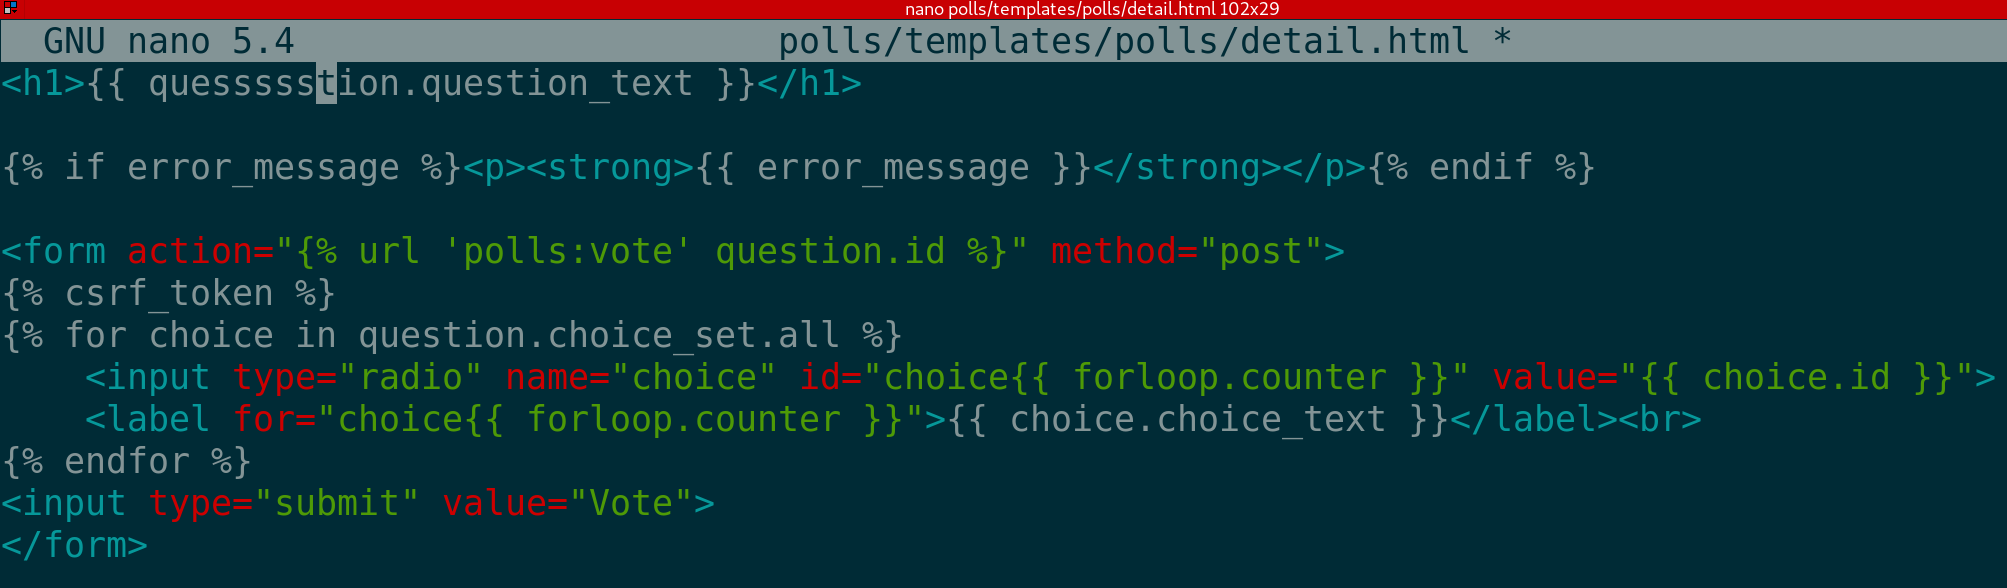 nano polls/templates/polls/detail.html 102x29
GNU nano 5.4 polls/templates/polls/detail.html *
<h1>{{ quessssstion.question_text }}</h1>
{% if error_message %}<p><strong>{{ error_message }}</strong></p>{% endif %}
<form action="{% url 'polls:vote' question.id %}" method="post">
{% csrf_token %}
{% for choice in question.choice_set.all %}
    <input type="radio" name="choice" id="choice{{ forloop.counter }}" value="{{ choice.id }}">
    <label for="choice{{ forloop.counter }}">{{ choice.choice_text }}</label><br>
{% endfor %}
<input type="submit" value="Vote">
</form>